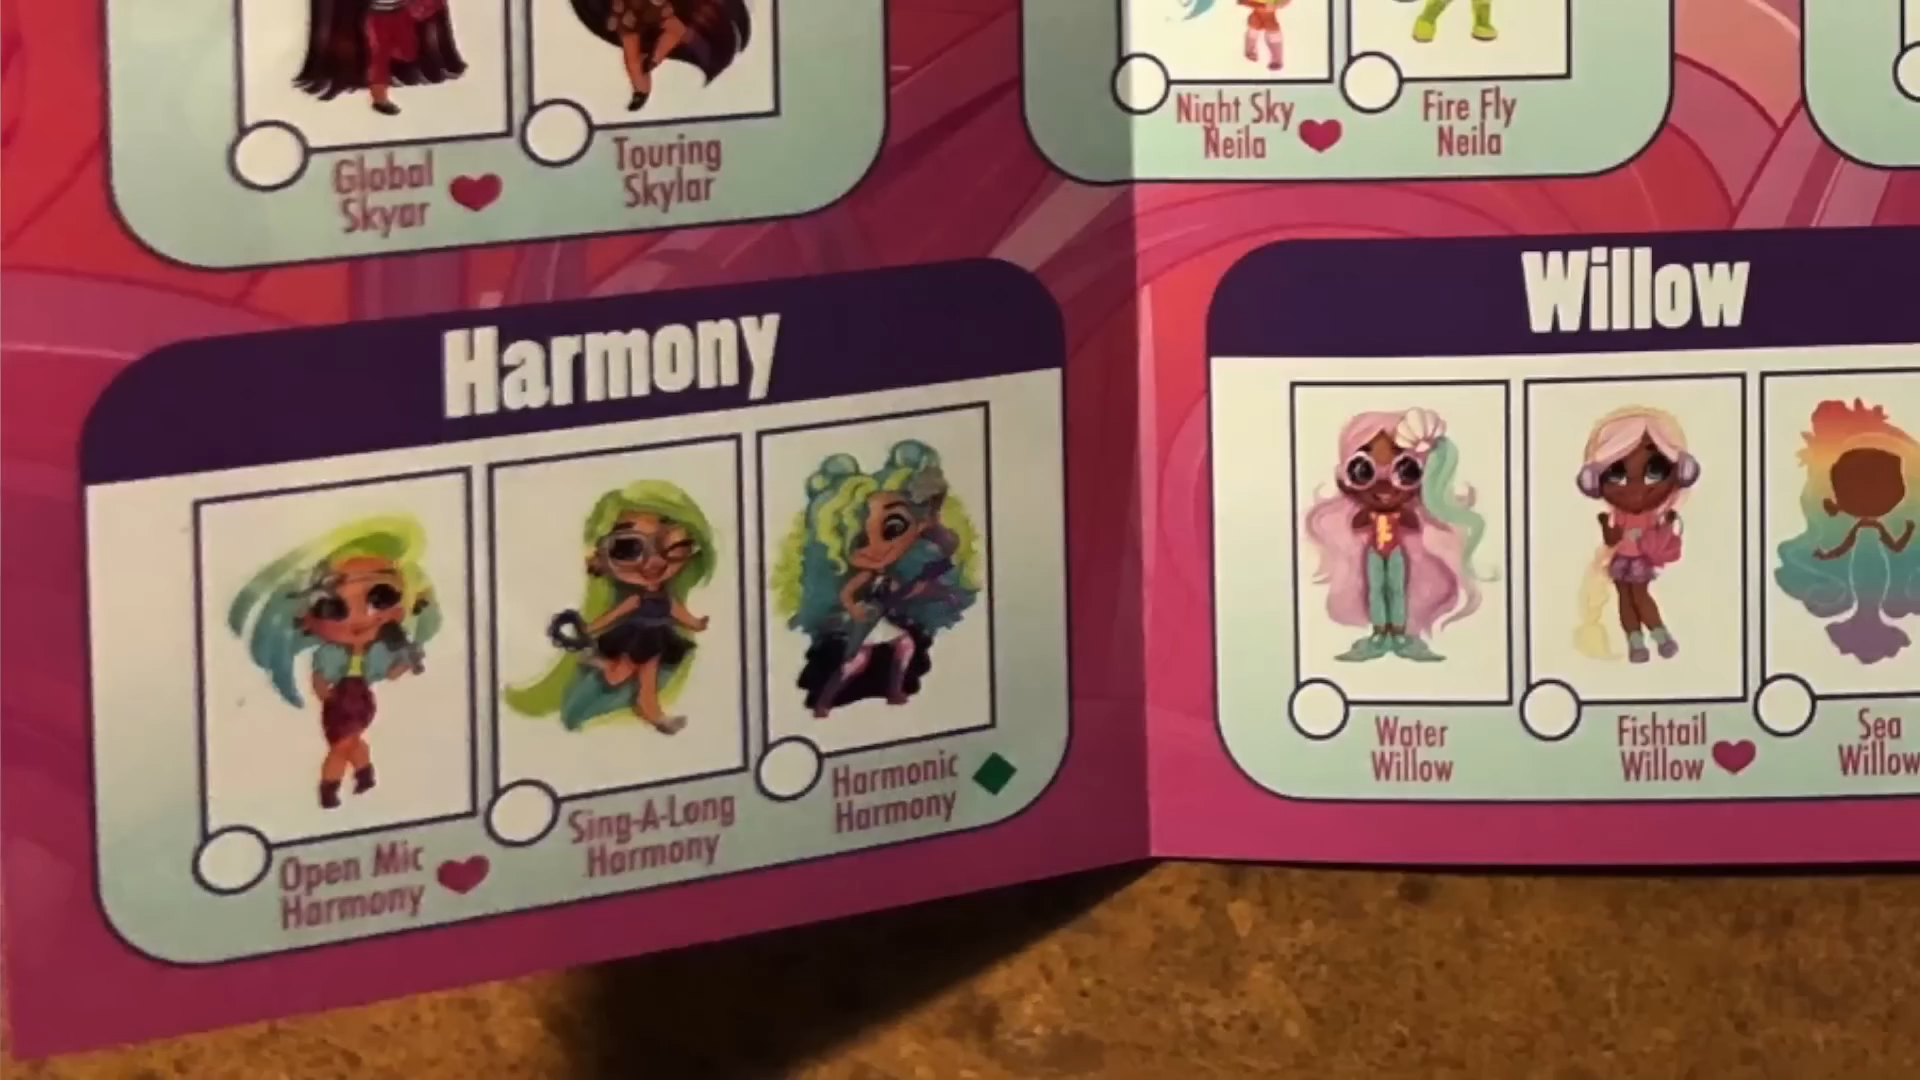 Global
Skyar
Touring
Skylar
Night Sky
Neila
Fire Fly
Neila
Harmony
Open Mic
Harmony
Sing-A-Long
Harmony
Harmonic
Harmony
Willow
Water
Willow
Fishtail
Willow
Sea
Willow